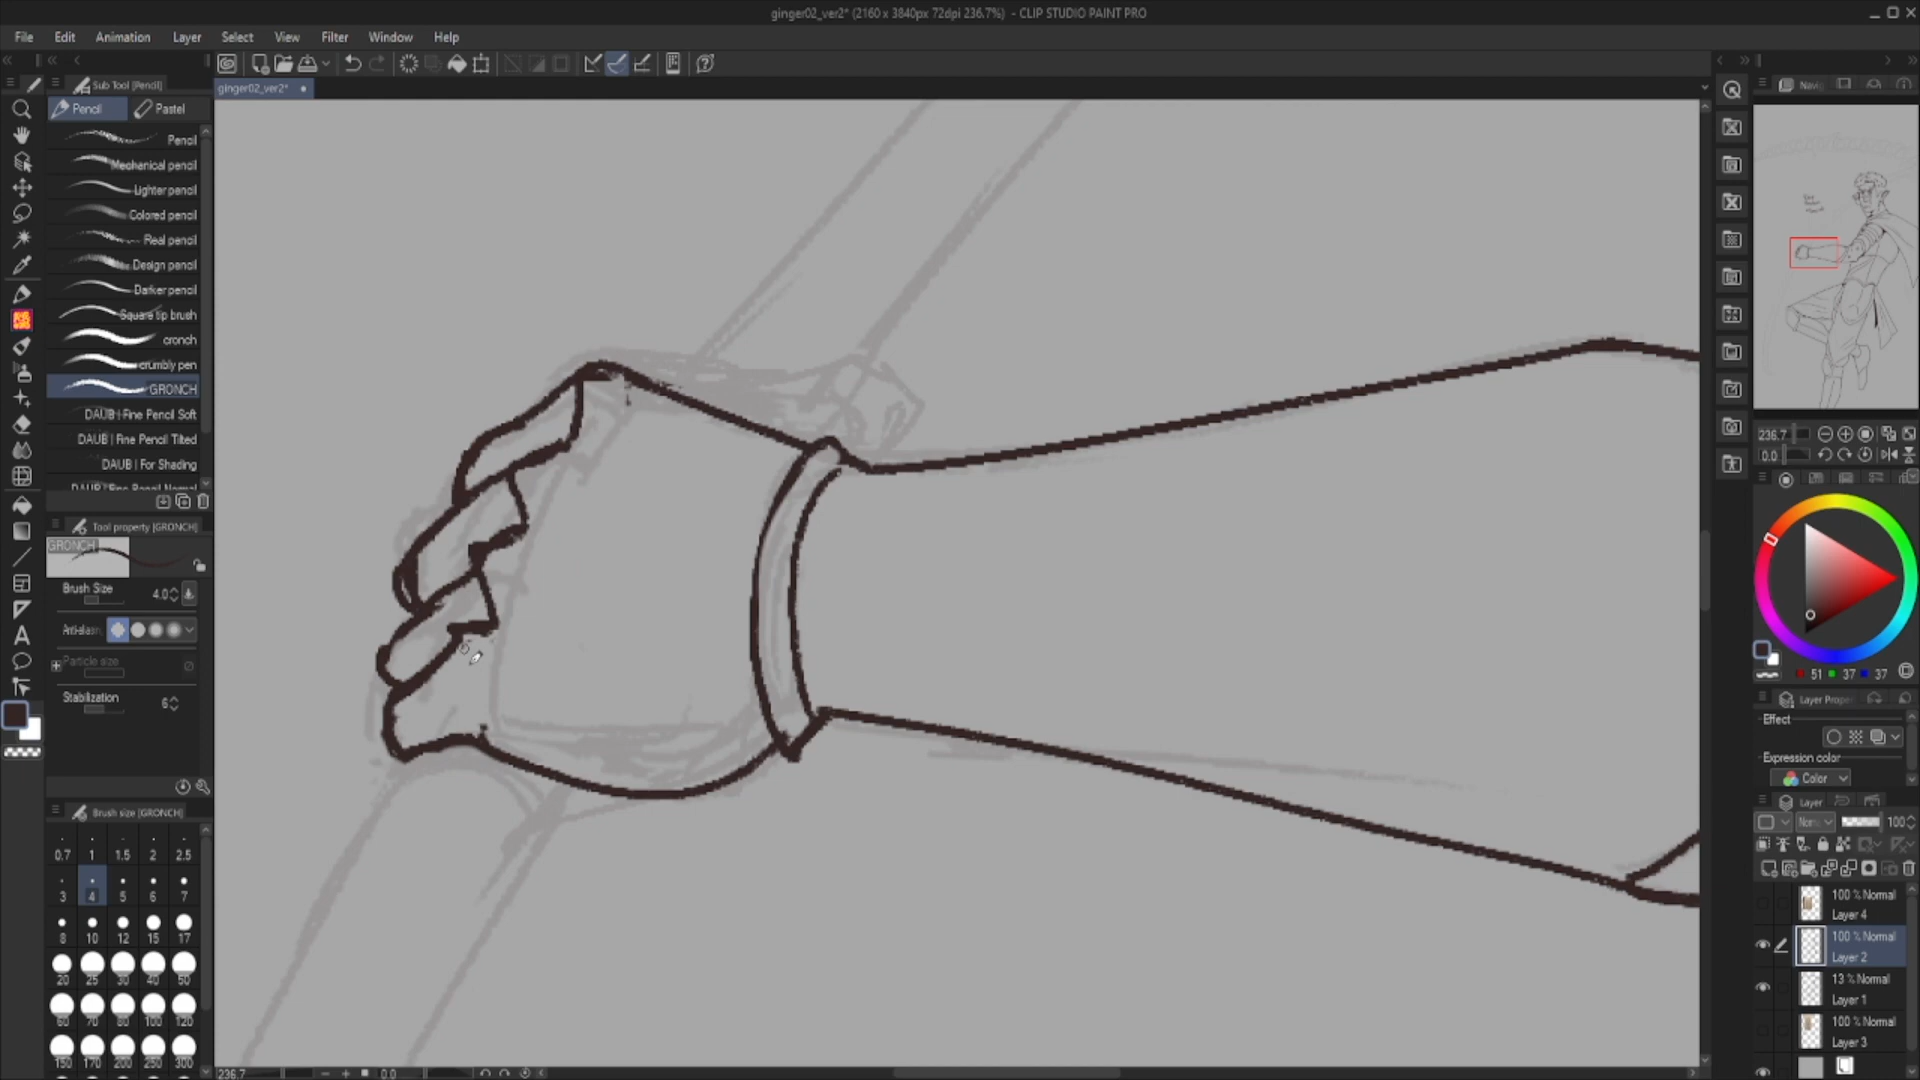 ginger02_ver2* (2160 x 3840px 72dpi 236.7%) - CLIP STUDIO PAINT PRO
File Edit Animation Layer Select View Filter Window Help
Sub Tool [Pencil]
ginger02_ver2*
Pencil Pastel
Pencil
Mechanical pencil
Lighter pencil
Colored pencil
Real pencil
Design pencil
Darker pencil
Square tip brush
cronch
crumbly pen
GRONCH
DAUB | Fine Pencil Soft
DAUB | Fine Pencil Tilted
DAUB | For Shading
DAUB | Fine Pencil Normal
Tool property [GRONCH]
GRONCH
Brush Size 4.0
Particle size
Stabilization 6
Brush size [GRONCH]
0.7 1 1.5 2 2.5
3 4 5 6 7
8 10 12 15 17
20 25 30 40 50
60 70 80 100 120
150 170 200 250 300
236.7 0.0
236.7
0.0
51 37 37
Layer Prope
Effect
Expression color
Color
Layer
Norm 100
100 % Normal
Layer 4
100 % Normal
Layer 2
13 % Normal
Layer 1
100 % Normal
Layer 3